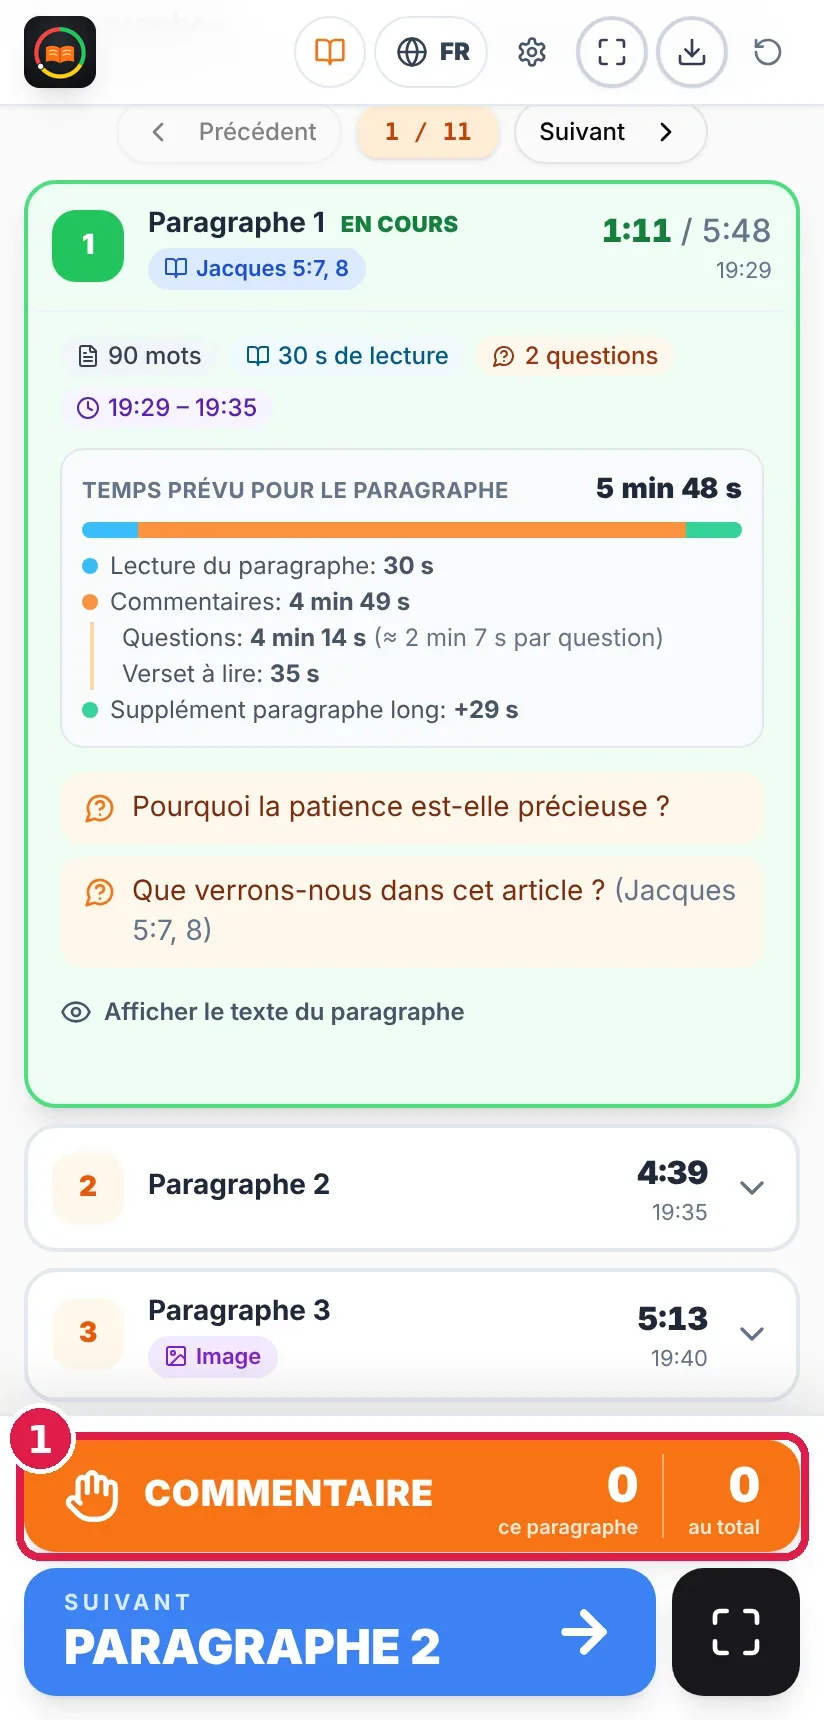 FR
Précédent
1 / 11
Suivant
1
Paragraphe 1 EN COURS
1:11 / 5:48
Jacques 5:7, 8
19:29
90 mots
30 s de lecture
2 questions
19:29 – 19:35
TEMPS PRÉVU POUR LE PARAGRAPHE
5 min 48 s
Lecture du paragraphe: 30 s
Commentaires: 4 min 49 s
Questions: 4 min 14 s (≈ 2 min 7 s par question)
Verset à lire: 35 s
Supplément paragraphe long: +29 s
Pourquoi la patience est-elle précieuse ?
Que verrons-nous dans cet article ? (Jacques
5:7, 8)
Afficher le texte du paragraphe
2
Paragraphe 2
4:39
19:35
3
Paragraphe 3
5:13
Image
19:40
1
COMMENTAIRE
0
ce paragraphe
0
au total
SUIVANT
PARAGRAPHE 2